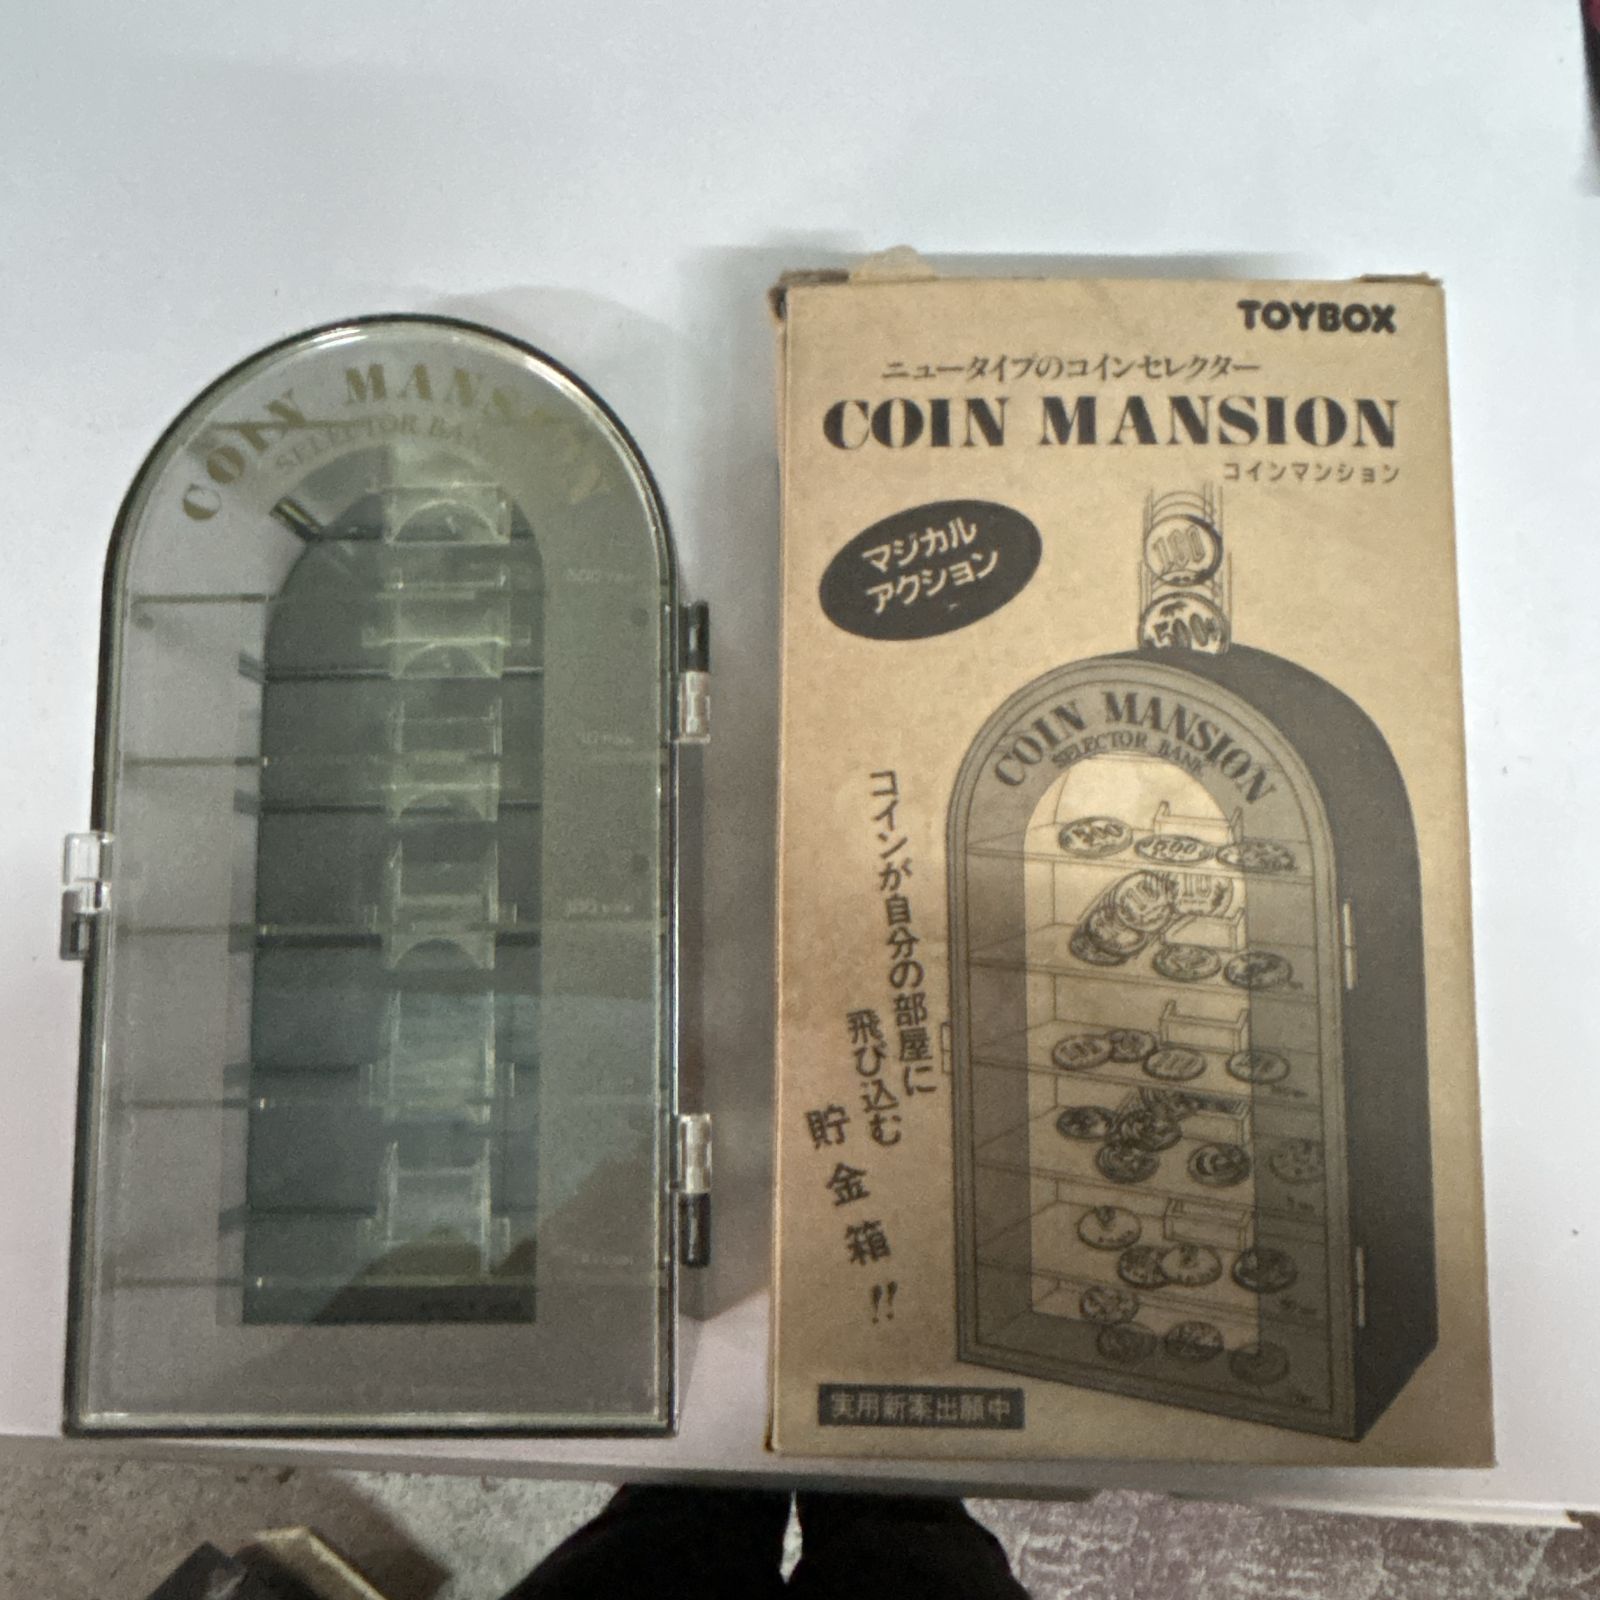 COIN MANSION
SELECTOR BANK
TOYBOX
ニュータイプのコインセレクター
COIN MANSION
コインマンション
マジカル
アクション
100
500
COIN MANSION
SELECTOR BANK
500
コインが自分の部屋に
飛び込む
貯金箱!!
実用新案出願中